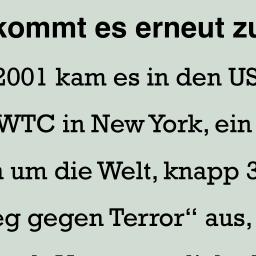 kommt es erneut zu
2001 kam es in den US
WTC in New York, ein
um die Welt, knapp 3
eg gegen Terror“ aus,